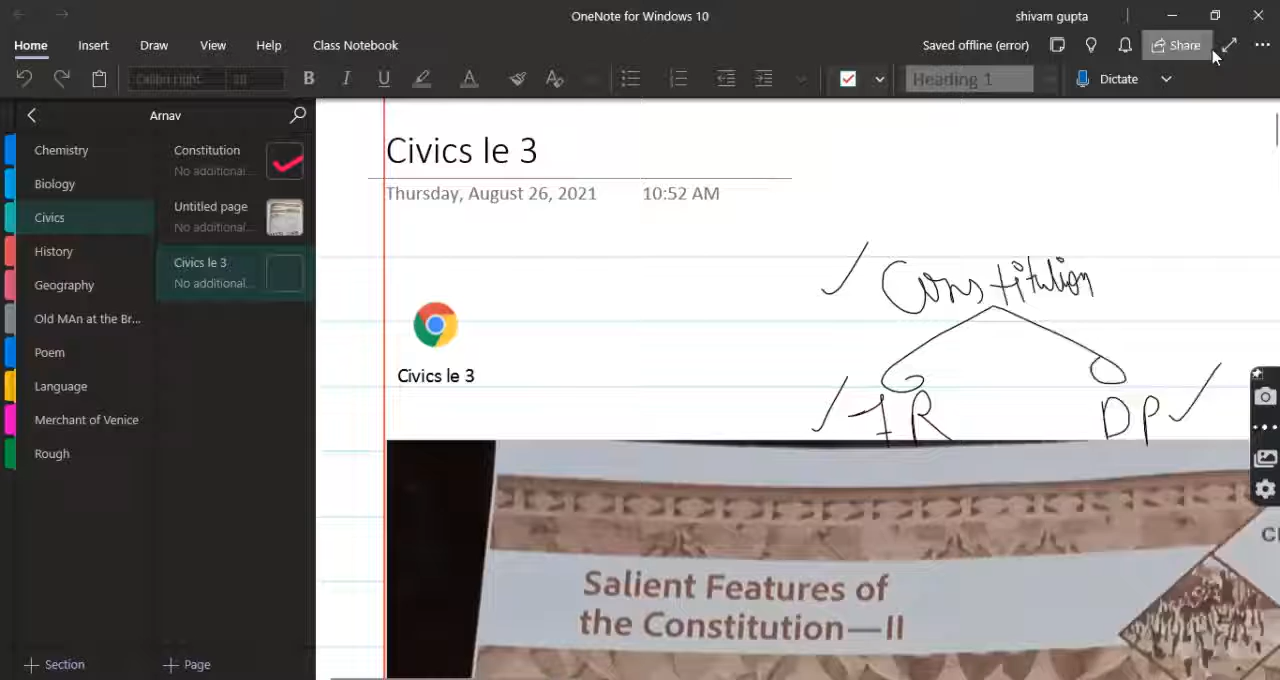 OneNote for Windows 10
shivam gupta
Home Insert Draw View Help Class Notebook
Saved offline (error)
Share
Calibri Light 20
B I U A
Heading 1
Dictate
Arnav
Chemistry
Biology
Civics
History
Geography
Old MAn at the Br...
Poem
Language
Merchant of Venice
Rough
Constitution
No additional...
Untitled page
No additional...
Civics le 3
No additional...
+ Section
+ Page
Civics le 3
Thursday, August 26, 2021 10:52 AM
Constitution
FR DP
Civics le 3
Salient Features of
the Constitution—II